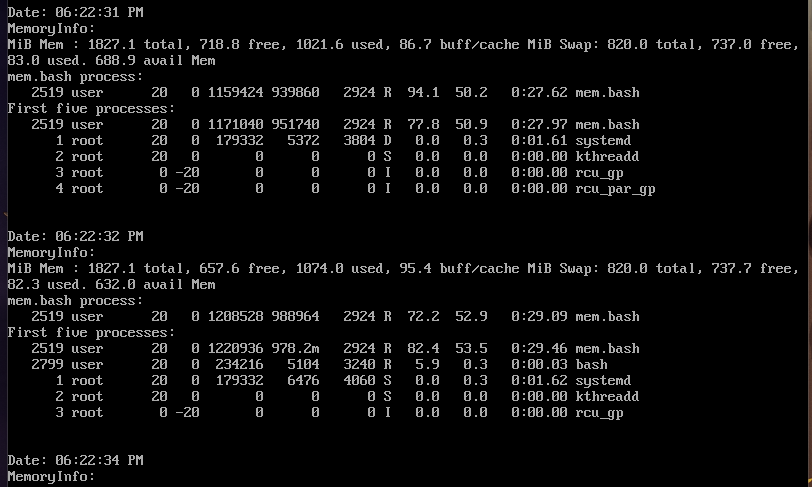 Date: 06:22:31 PM
MemoryInfo:
MiB Mem : 1827.1 total, 718.8 free, 1021.6 used, 86.7 buff/cache MiB Swap: 820.0 total, 737.0 free,
83.0 used. 688.9 avail Mem
mem.bash process:
2519 user 20 0 1159424 939860 2924 R 94.1 50.2 0:27.62 mem.bash
First five processes:
2519 user 20 0 1171040 951740 2924 R 77.8 50.9 0:27.97 mem.bash
1 root 20 0 179332 5372 3804 D 0.0 0.3 0:01.61 systemd
2 root 20 0 0 0 0 S 0.0 0.0 0:00.00 kthreadd
3 root 0 -20 0 0 0 I 0.0 0.0 0:00.00 rcu_gp
4 root 0 -20 0 0 0 I 0.0 0.0 0:00.00 rcu_par_gp
Date: 06:22:32 PM
MemoryInfo:
MiB Mem : 1827.1 total, 657.6 free, 1074.0 used, 95.4 buff/cache MiB Swap: 820.0 total, 737.7 free,
82.3 used. 632.0 avail Mem
mem.bash process:
2519 user 20 0 1208528 988964 2924 R 72.2 52.9 0:29.09 mem.bash
First five processes:
2519 user 20 0 1220936 978.2m 2924 R 82.4 53.5 0:29.46 mem.bash
2799 user 20 0 234216 5104 3240 R 5.9 0.3 0:00.03 bash
1 root 20 0 179332 6476 4060 S 0.0 0.3 0:01.62 systemd
2 root 20 0 0 0 0 S 0.0 0.0 0:00.00 kthreadd
3 root 0 -20 0 0 0 I 0.0 0.0 0:00.00 rcu_gp
Date: 06:22:34 PM
MemoryInfo: